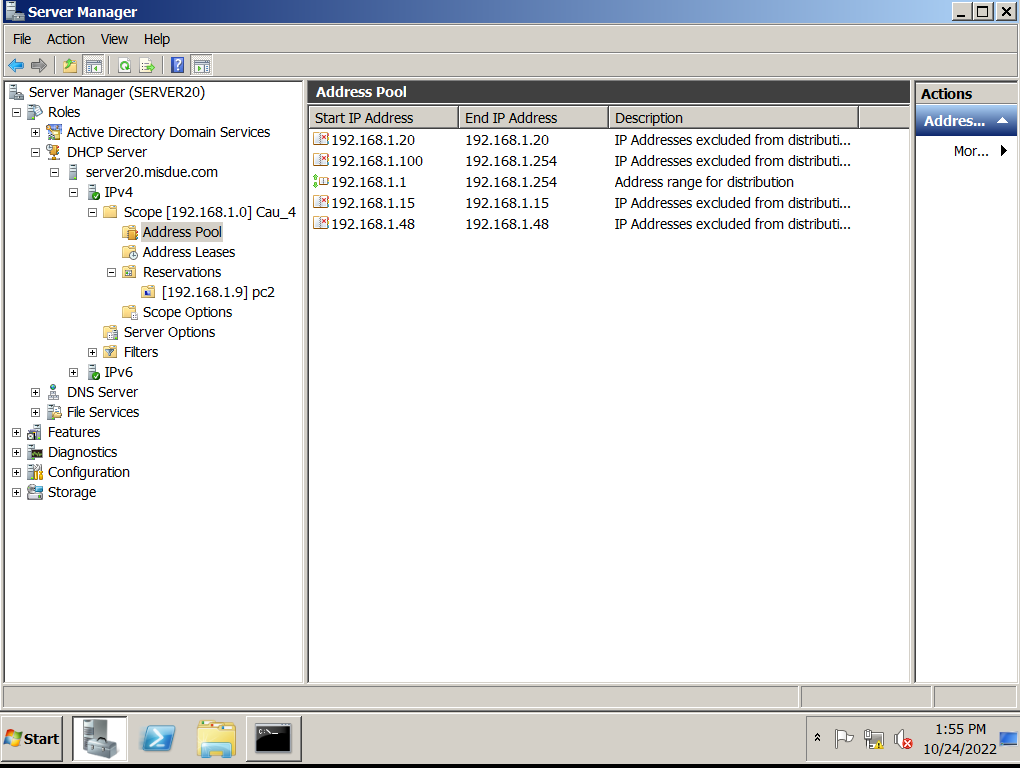 Server Manager
File Action View Help
Server Manager (SERVER20)
Roles
Active Directory Domain Services
DHCP Server
server20.misdue.com
IPv4
Scope [192.168.1.0] Cau_4
Address Pool
Address Leases
Reservations
[192.168.1.9] pc2
Scope Options
Server Options
Filters
IPv6
DNS Server
File Services
Features
Diagnostics
Configuration
Storage
Address Pool
Start IP Address End IP Address Description
192.168.1.20 192.168.1.20 IP Addresses excluded from distributi...
192.168.1.100 192.168.1.254 IP Addresses excluded from distributi...
192.168.1.1 192.168.1.254 Address range for distribution
192.168.1.15 192.168.1.15 IP Addresses excluded from distributi...
192.168.1.48 192.168.1.48 IP Addresses excluded from distributi...
Actions
Addres...
Mor...
Start
1:55 PM
10/24/2022